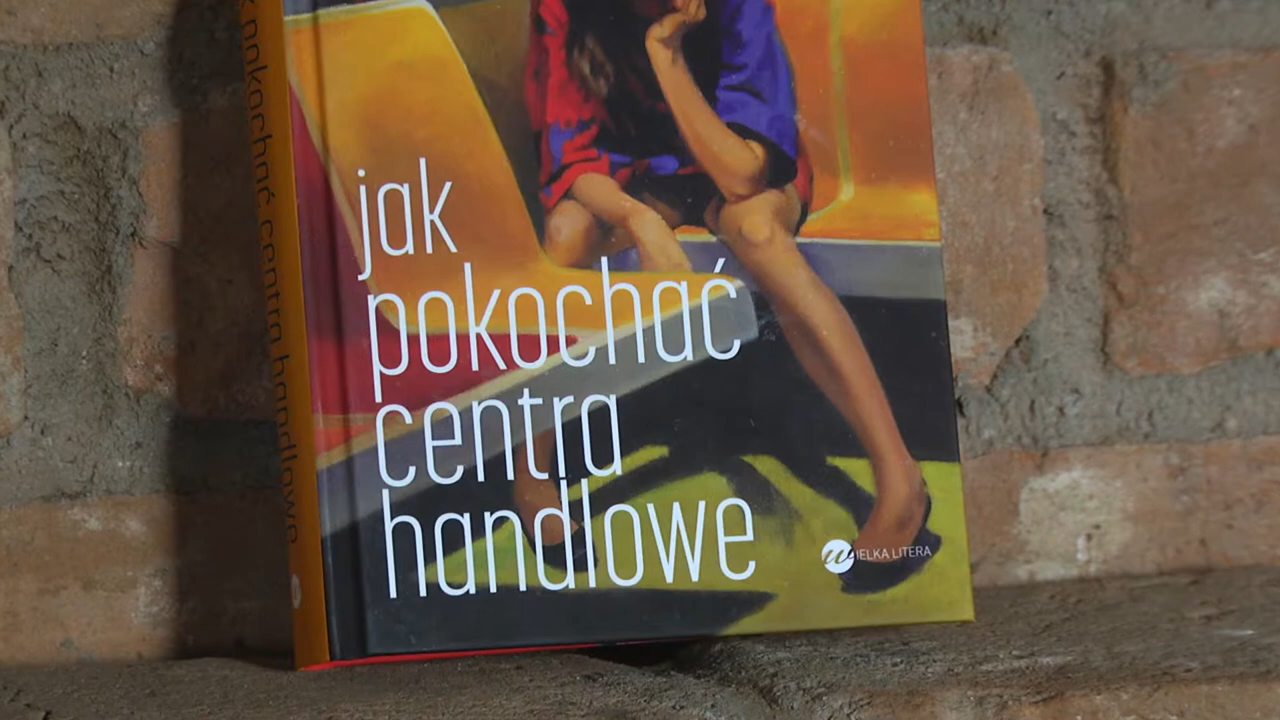 jak
pokochać
centra
handlowe
WIELKA LITERA
pokochać centra handlowe